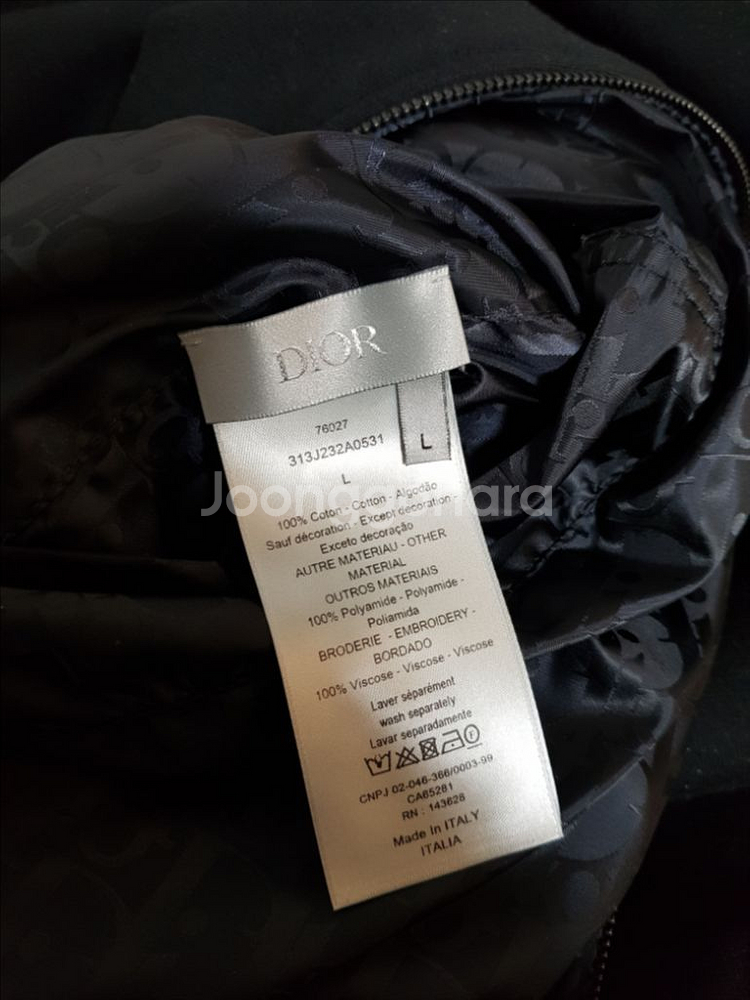 DIOR
76027
313J232A0531
L
L
100% Coton - Cotton - Algodão
Sauf décoration - Except decoration -
Exceto decoração
AUTRE MATERIAU - OTHER
MATERIAL
OUTROS MATERIAIS
100% Polyamide - Polyamide -
Poliamida
BRODERIE - EMBROIDERY -
BORDADO
100% Viscose - Viscose - Viscose
Laver séparément
wash separately
Lavar separadamente
CNPJ 02-046-366/0003-99
CA65281
RN : 143628
Made In ITALY
ITALIA
Joongonara